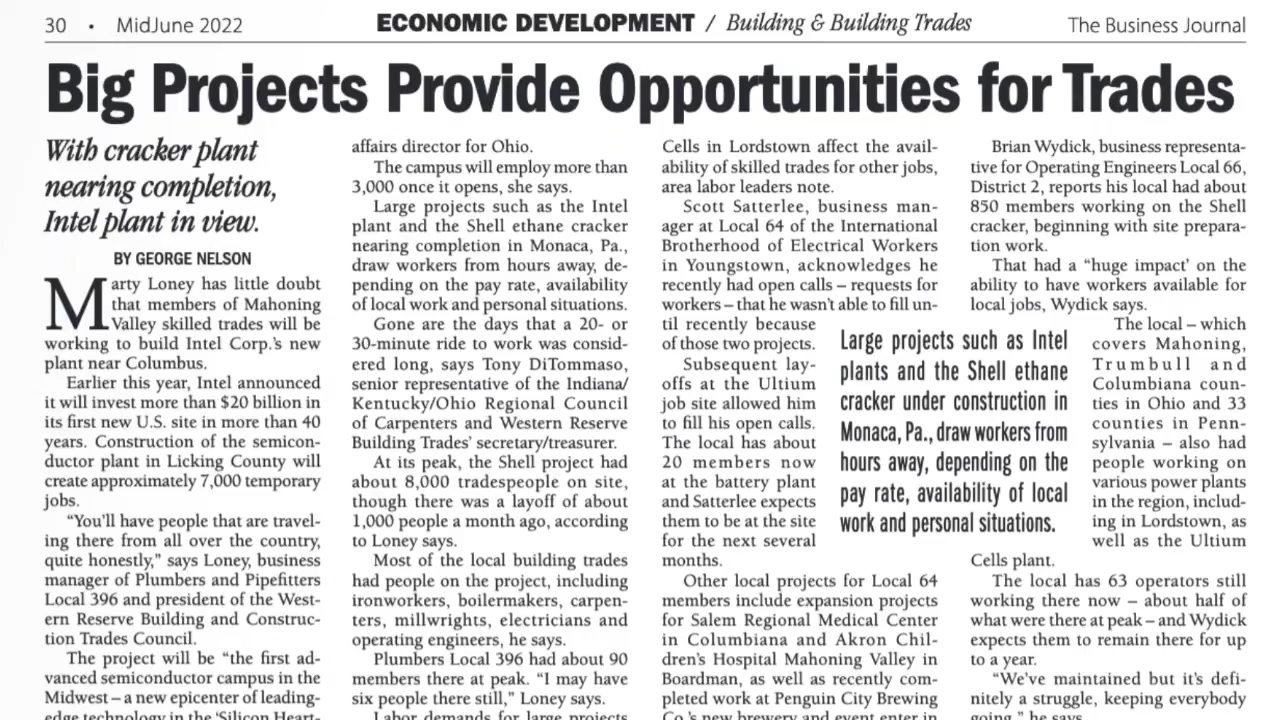 30 • MidJune 2022
ECONOMIC DEVELOPMENT / Building & Building Trades
The Business Journal
Big Projects Provide Opportunities for Trades
With cracker plant
nearing completion,
Intel plant in view.
BY GEORGE NELSON
Marty Loney has little doubt
that members of Mahoning
Valley skilled trades will be
working to build Intel Corp.'s new
plant near Columbus.
Earlier this year, Intel announced
it will invest more than $20 billion in
its first new U.S. site in more than 40
years. Construction of the semicon-
ductor plant in Licking County will
create approximately 7,000 temporary
jobs.
“You'll have people that are travel-
ing there from all over the country,
quite honestly,” says Loney, business
manager of Plumbers and Pipefitters
Local 396 and president of the West-
ern Reserve Building and Construc-
tion Trades Council.
The project will be “the first ad-
vanced semiconductor campus in the
Midwest – a new epicenter of leading-
edge technology in the ‘Silicon Heart-
affairs director for Ohio.
The campus will employ more than
3,000 once it opens, she says.
Large projects such as the Intel
plant and the Shell ethane cracker
nearing completion in Monaca, Pa.,
draw workers from hours away, de-
pending on the pay rate, availability
of local work and personal situations.
Gone are the days that a 20- or
30-minute ride to work was consid-
ered long, says Tony DiTommaso,
senior representative of the Indiana/
Kentucky/Ohio Regional Council
of Carpenters and Western Reserve
Building Trades' secretary/treasurer.
At its peak, the Shell project had
about 8,000 tradespeople on site,
though there was a layoff of about
1,000 people a month ago, according
to Loney says.
Most of the local building trades
had people on the project, including
ironworkers, boilermakers, carpen-
ters, millwrights, electricians and
operating engineers, he says.
Plumbers Local 396 had about 90
members there at peak. “I may have
six people there still,” Loney says.
Labor demands for large projects
Cells in Lordstown affect the avail-
ability of skilled trades for other jobs,
area labor leaders note.
Scott Satterlee, business man-
ager at Local 64 of the International
Brotherhood of Electrical Workers
in Youngstown, acknowledges he
recently had open calls – requests for
workers – that he wasn't able to fill un-
til recently because
of those two projects.
Subsequent lay-
offs at the Ultium
job site allowed him
to fill his open calls.
The local has about
20 members now
at the battery plant
and Satterlee expects
them to be at the site
for the next several
months.
Other local projects for Local 64
members include expansion projects
for Salem Regional Medical Center
in Columbiana and Akron Chil-
dren's Hospital Mahoning Valley in
Boardman, as well as recently com-
pleted work at Penguin City Brewing
Co.'s new brewery and event enter in
Large projects such as Intel
plants and the Shell ethane
cracker under construction in
Monaca, Pa., draw workers from
hours away, depending on the
pay rate, availability of local
work and personal situations.
Brian Wydick, business representa-
tive for Operating Engineers Local 66,
District 2, reports his local had about
850 members working on the Shell
cracker, beginning with site prepara-
tion work.
That had a “huge impact' on the
ability to have workers available for
local jobs, Wydick says.
The local – which
covers Mahoning,
Trumbull and
Columbiana coun-
ties in Ohio and 33
counties in Penn-
sylvania – also had
people working on
various power plants
in the region, includ-
ing in Lordstown, as
well as the Ultium
Cells plant.
The local has 63 operators still
working there now – about half of
what were there at peak – and Wydick
expects them to remain there for up
to a year.
“We've maintained but it's defi-
nitely a struggle, keeping everybody
going,” he says.